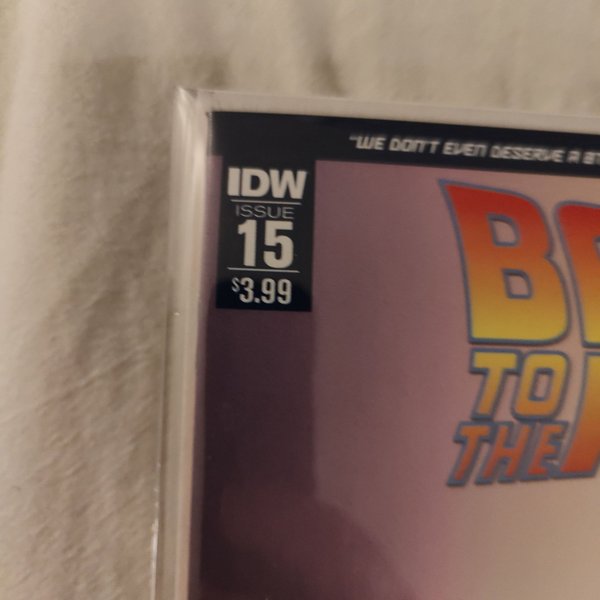 "WE DON'T EVEN DESERVE A
IDW
ISSUE
15
$3.99
TO
THE